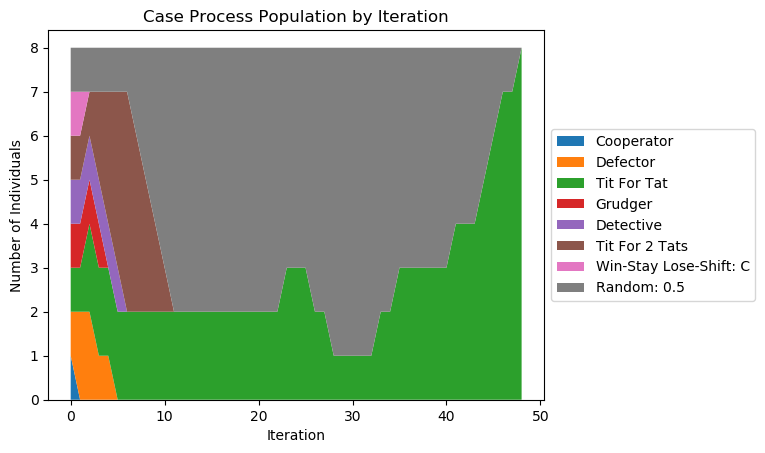 Case Process Population by Iteration
Number of Individuals
8
7
6
5
4
3
2
1
0
0 10 20 30 40 50
Iteration
Cooperator
Defector
Tit For Tat
Grudger
Detective
Tit For 2 Tats
Win-Stay Lose-Shift: C
Random: 0.5